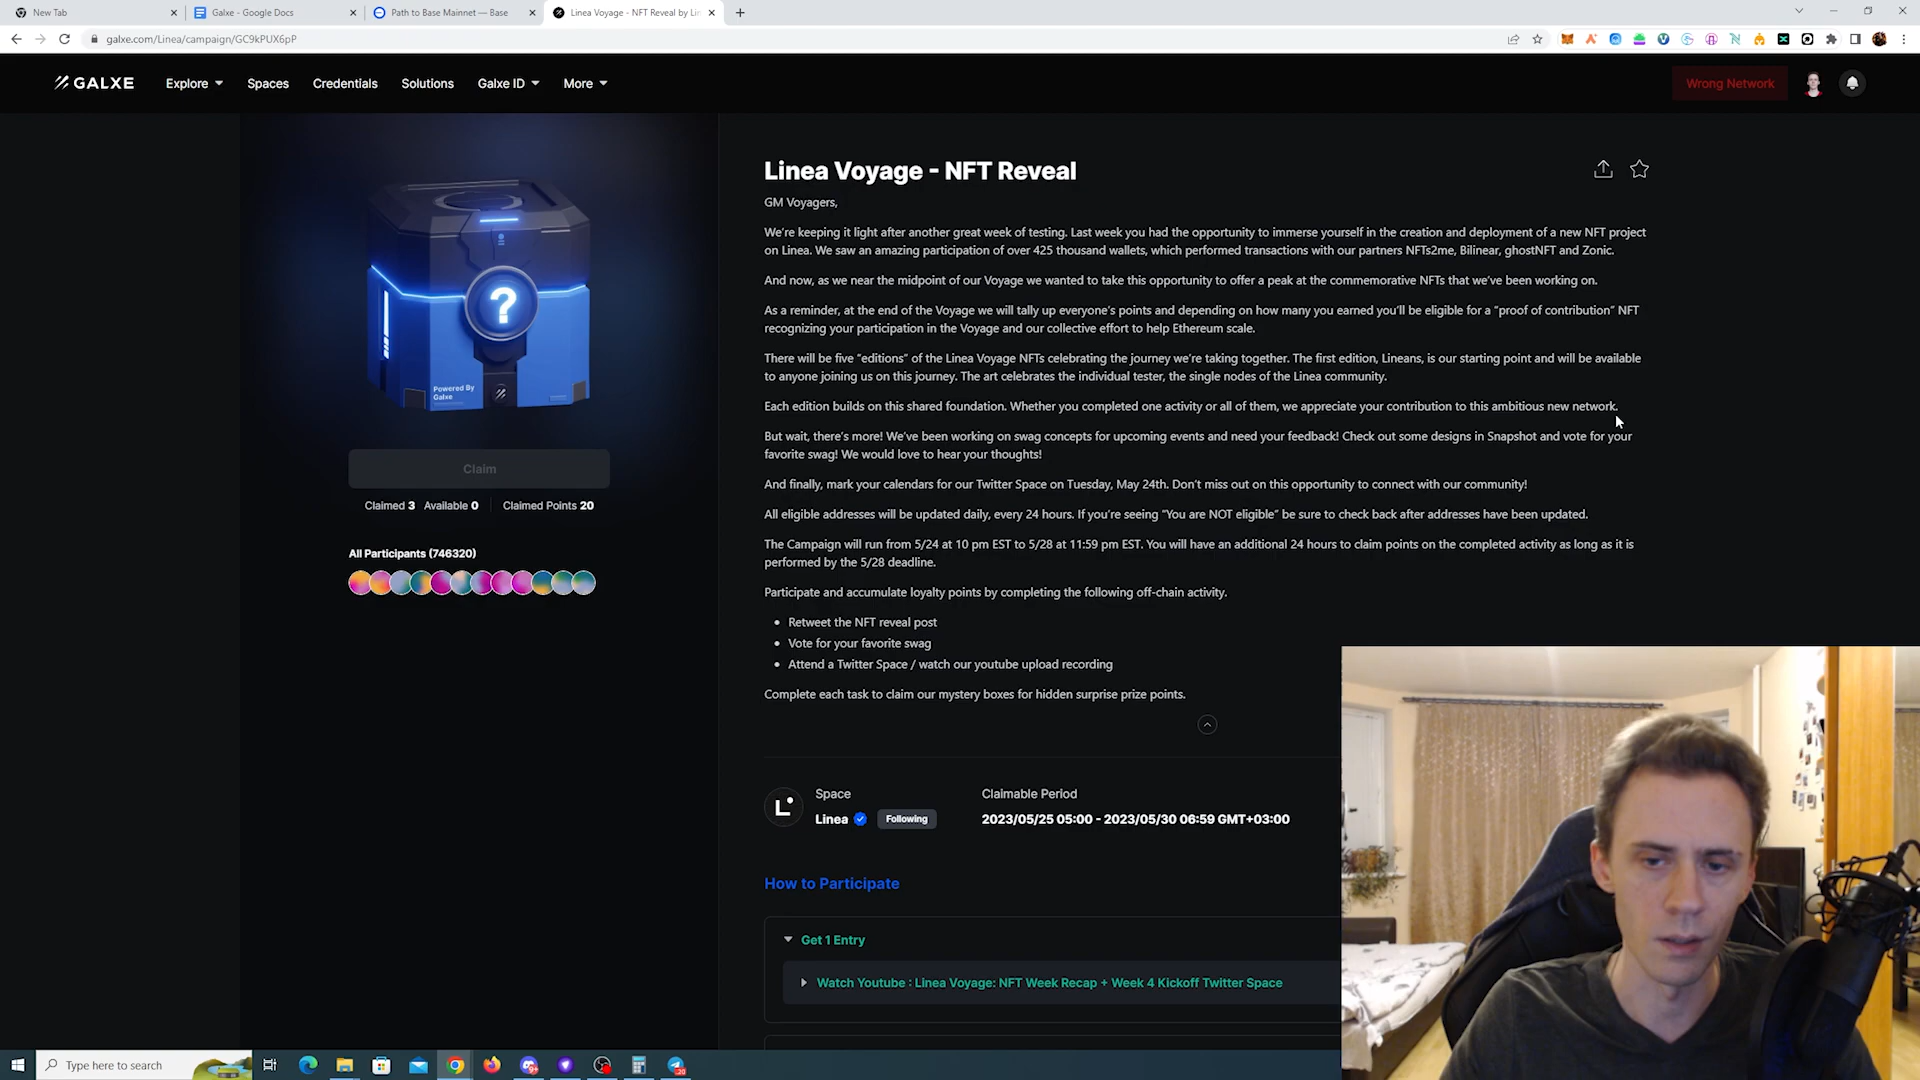 New Tab
Galxe - Google Docs
Path to Base Mainnet — Base
Linea Voyage - NFT Reveal by Lin
galxe.com/Linea/campaign/GC9kPUX6pP
GALXE
Explore
Spaces
Credentials
Solutions
Galxe ID
More
Wrong Network
Linea Voyage - NFT Reveal
GM Voyagers,
We're keeping it light after another great week of testing. Last week you had the opportunity to immerse yourself in the creation and deployment of a new NFT project
on Linea. We saw an amazing participation of over 425 thousand wallets, which performed transactions with our partners NFTs2me, Bilinear, ghostNFT and Zonic.
And now, as we near the midpoint of our Voyage we wanted to take this opportunity to offer a peak at the commemorative NFTs that we've been working on.
As a reminder, at the end of the Voyage we will tally up everyone's points and depending on how many you earned you'll be eligible for a “proof of contribution” NFT
recognizing your participation in the Voyage and our collective effort to help Ethereum scale.
There will be five “editions” of the Linea Voyage NFTs celebrating the journey we're taking together. The first edition, Lineans, is our starting point and will be available
to anyone joining us on this journey. The art celebrates the individual tester, the single nodes of the Linea community.
Each edition builds on this shared foundation. Whether you completed one activity or all of them, we appreciate your contribution to this ambitious new network.
But wait, there's more! We've been working on swag concepts for upcoming events and need your feedback! Check out some designs in Snapshot and vote for your
favorite swag! We would love to hear your thoughts!
And finally, mark your calendars for our Twitter Space on Tuesday, May 24th. Don't miss out on this opportunity to connect with our community!
All eligible addresses will be updated daily, every 24 hours. If you're seeing “You are NOT eligible” be sure to check back after addresses have been updated.
The Campaign will run from 5/24 at 10 pm EST to 5/28 at 11:59 pm EST. You will have an additional 24 hours to claim points on the completed activity as long as it is
performed by the 5/28 deadline.
Participate and accumulate loyalty points by completing the following off-chain activity.
• Retweet the NFT reveal post
• Vote for your favorite swag
• Attend a Twitter Space / watch our youtube upload recording
Complete each task to claim our mystery boxes for hidden surprise prize points.
?
Powered By
Galxe
Claim
Claimed 3 Available 0 Claimed Points 20
All Participants (746320)
Space
Linea
Following
Claimable Period
2023/05/25 05:00 - 2023/05/30 06:59 GMT+03:00
How to Participate
Get 1 Entry
Watch Youtube : Linea Voyage: NFT Week Recap + Week 4 Kickoff Twitter Space
Type here to search